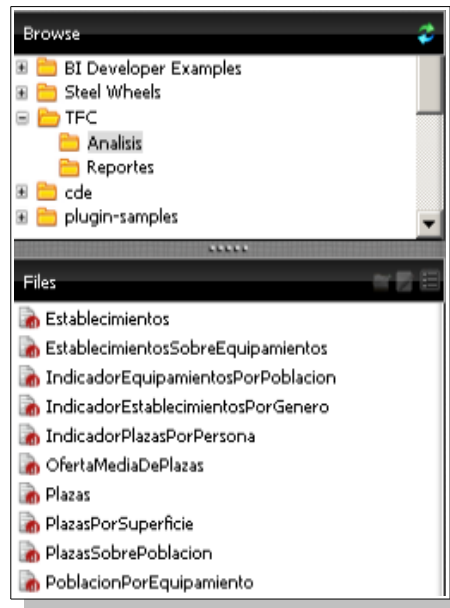 Browse
BI Developer Examples
Steel Wheels
TFC
Analisis
Reportes
cde
plugin-samples
Files
Establecimientos
EstablecimientosSobreEquipamientos
IndicadorEquipamientosPorPoblacion
IndicadorEstablecimientosPorGenero
IndicadorPlazasPorPersona
OfertaMediaDePlazas
Plazas
PlazasPorSuperficie
PlazasSobrePoblacion
PoblacionPorEquipamiento